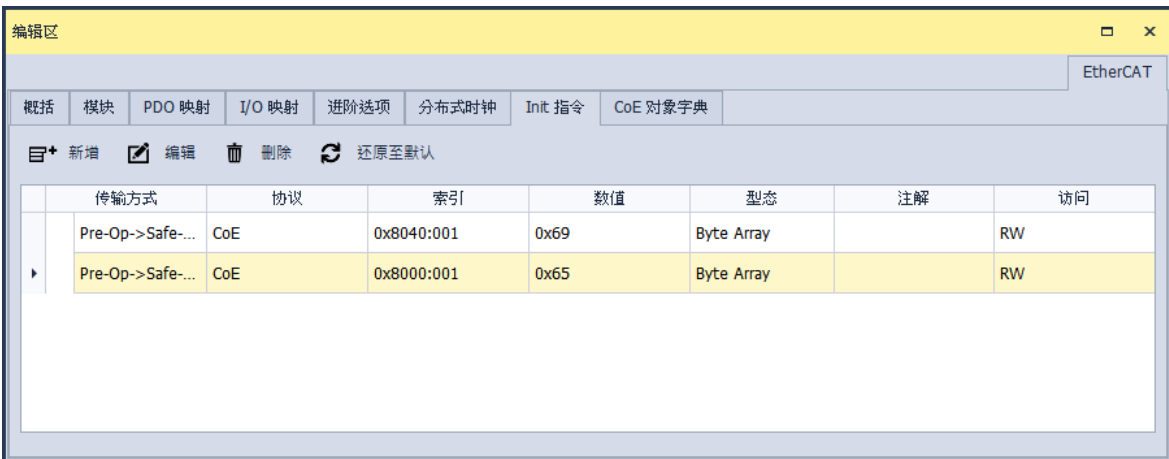 编辑区
EtherCAT
概括 模块 PDO 映射 I/O 映射 进阶选项 分布式时钟 Init 指令 CoE 对象字典
新增 编辑 删除 还原至默认
传输方式 协议 索引 数值 型态 注解 访问
Pre-Op->Safe-... CoE 0x8040:001 0x69 Byte Array RW
Pre-Op->Safe-... CoE 0x8000:001 0x65 Byte Array RW